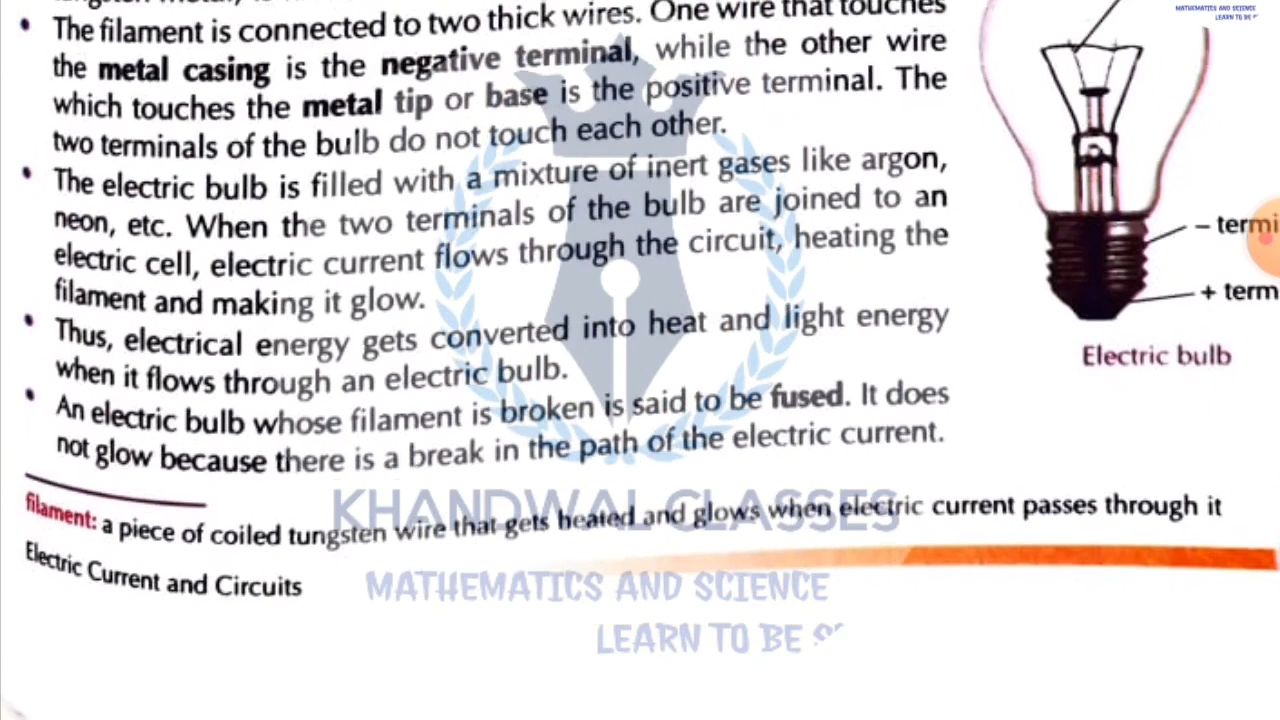 The filament is connected to two thick wires. One wire that touches
the metal casing is the negative terminal, while the other wire
which touches the metal tip or base is the positive terminal. The
two terminals of the bulb do not touch each other.
The electric bulb is filled with a mixture of inert gases like argon,
neon, etc. When the two terminals of the bulb are joined to an
electric cell, electric current flows through the circuit, heating the
filament and making it glow.
Thus, electrical energy gets converted into heat and light energy
when it flows through an electric bulb.
An electric bulb whose filament is broken is said to be fused. It does
not glow because there is a break in the path of the electric current.
filament: a piece of coiled tungsten wire that gets heated and glows when electric current passes through it
Electric Current and Circuits
MATHEMATICS AND SCIENCE
LEARN TO BE
– termi
+ term
Electric bulb
KHANDWAL CLASSES
MATHEMATICS AND SCIENCE
LEARN TO BE